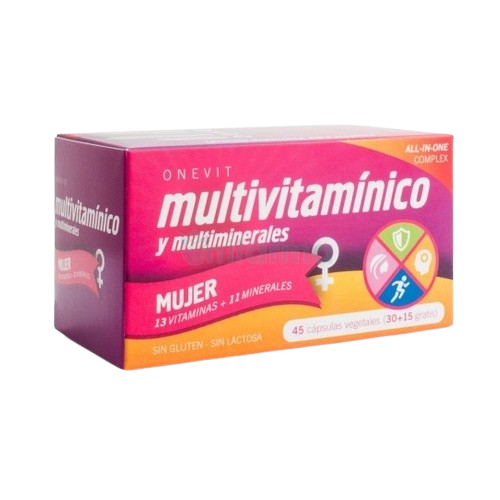 ONEVIT
multivitamínico
y multiminerales
MUJER
13 VITAMINAS + 11 MINERALES
SIN GLUTEN - SIN LACTOSA
ALL-IN-ONE
COMPLEX
45 cápsulas vegetales (30+15 gratis)
multivitamínico
y multiminerales
MUJER